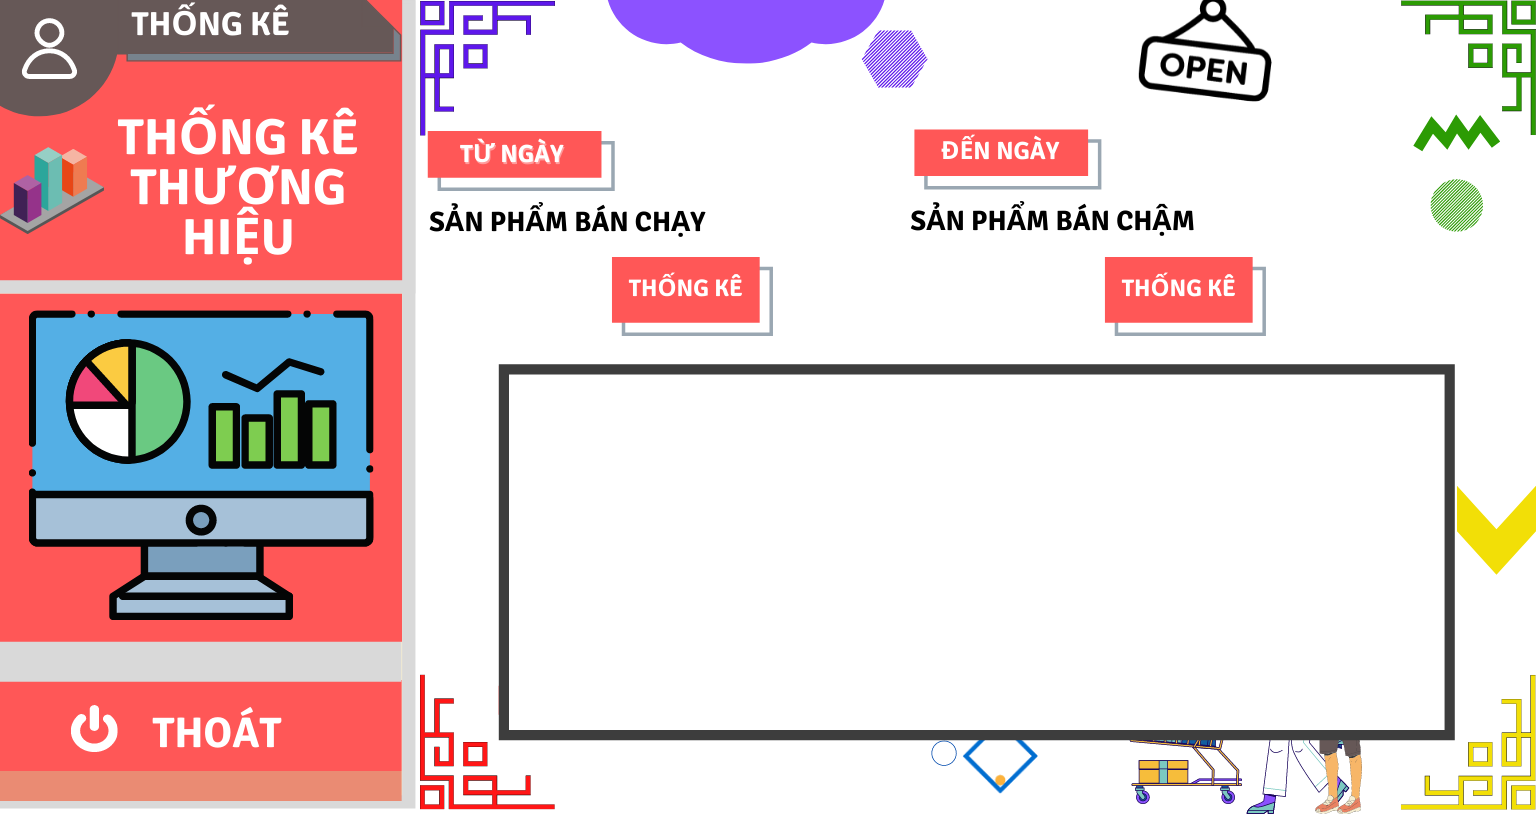 THỐNG KÊ
THỐNG KÊ
THƯƠNG
HIỆU
THOÁT
OPEN
TỪ NGÀY
ĐẾN NGÀY
SẢN PHẨM BÁN CHẠY
SẢN PHẨM BÁN CHẬM
THỐNG KÊ
THỐNG KÊ